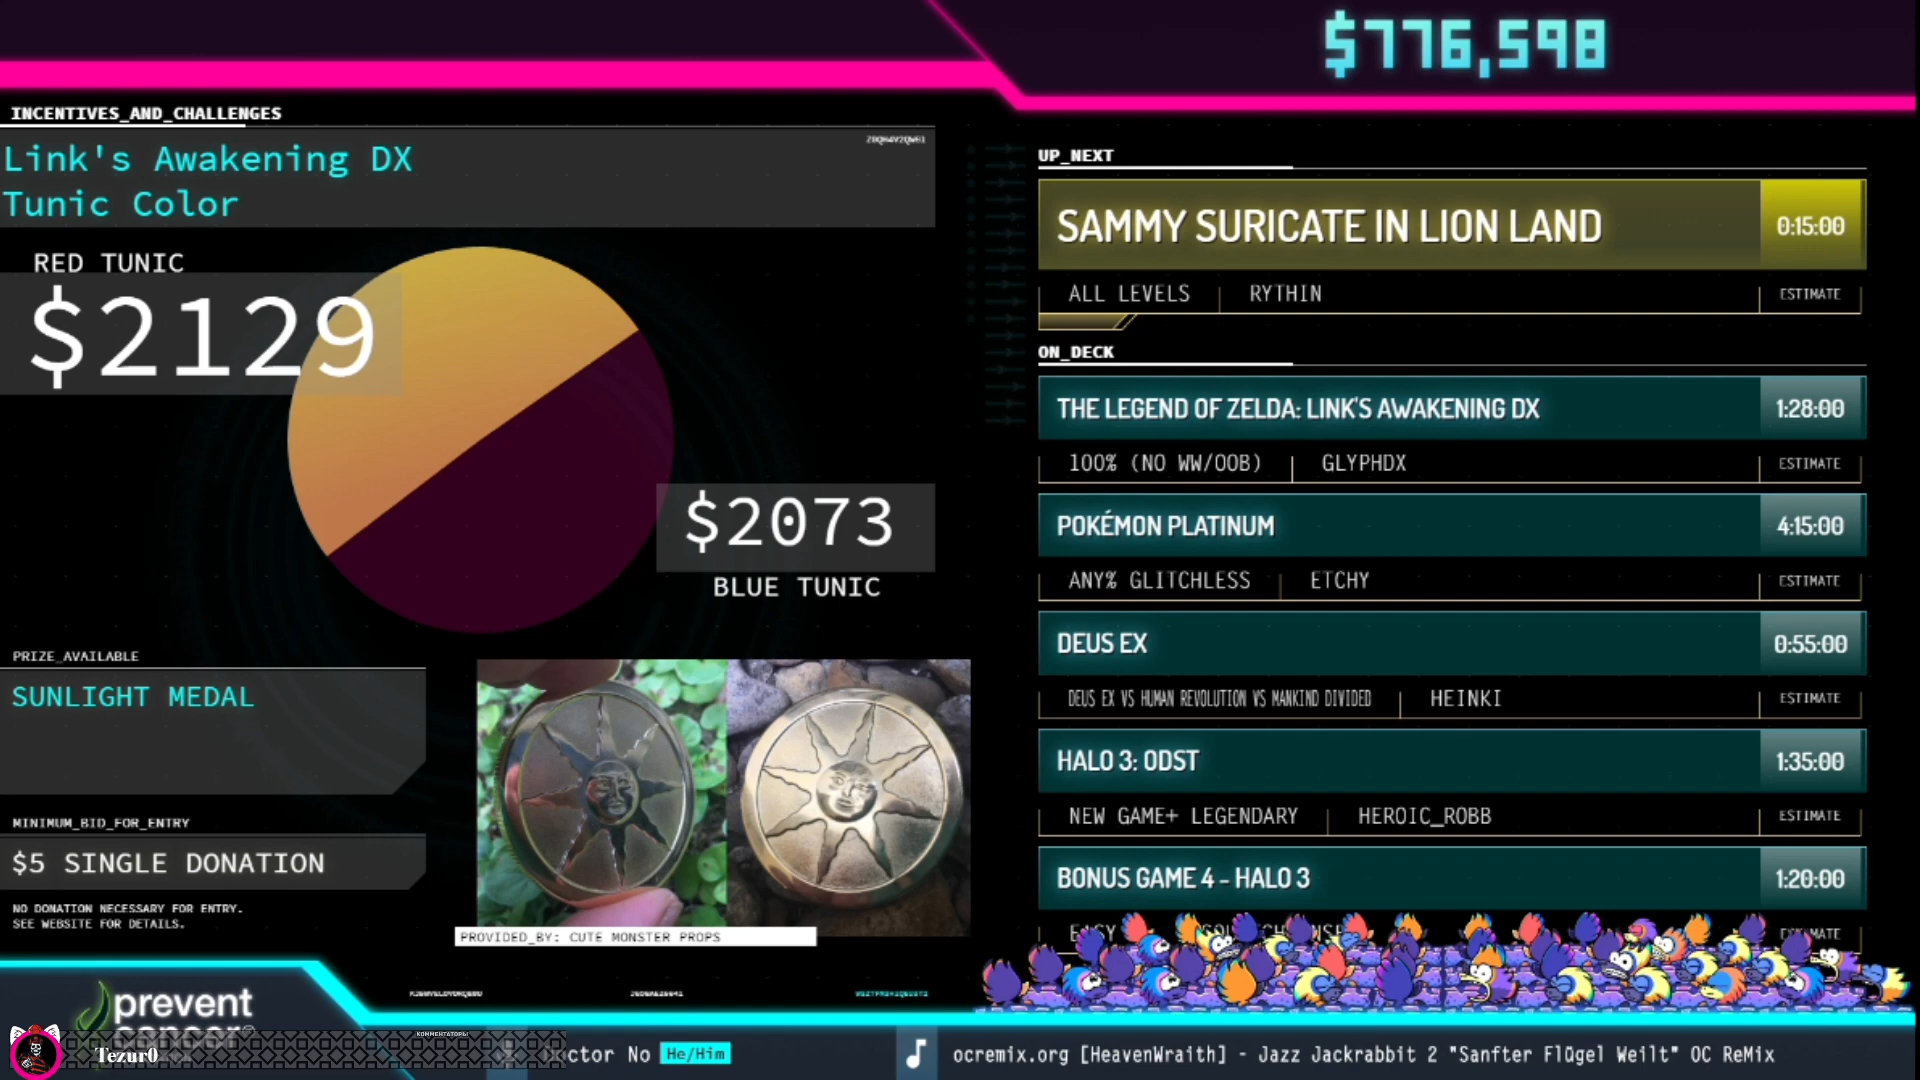 $776,598
INCENTIVES_AND_CHALLENGES
Link's Awakening DX
Tunic Color
RED TUNIC
$2129
$2073
BLUE TUNIC
PRIZE_AVAILABLE
SUNLIGHT MEDAL
MINIMUM_BID_FOR_ENTRY
$5 SINGLE DONATION
NO DONATION NECESSARY FOR ENTRY.
SEE WEBSITE FOR DETAILS.
PROVIDED_BY: CUTE MONSTER PROPS
UP_NEXT
SAMMY SURICATE IN LION LAND 0:15:00
ALL LEVELS RYTHIN ESTIMATE
ON_DECK
THE LEGEND OF ZELDA: LINK'S AWAKENING DX 1:28:00
100% (NO WW/OOB) GLYPHDX ESTIMATE
POKÉMON PLATINUM 4:15:00
ANY% GLITCHLESS ETCHY ESTIMATE
DEUS EX 0:55:00
DEUS EX VS HUMAN REVOLUTION VS MANKIND DIVIDED HEINKI ESTIMATE
HALO 3: ODST 1:35:00
NEW GAME+ LEGENDARY HEROIC_ROBB ESTIMATE
BONUS GAME 4 - HALO 3 1:20:00
prevent
cancer
КОММЕНТАТОРЫ
Tezur0
Doctor No He/Him
ocremix.org [HeavenWraith] - Jazz Jackrabbit 2 "Sanfter Flügel Weilt" OC ReMix